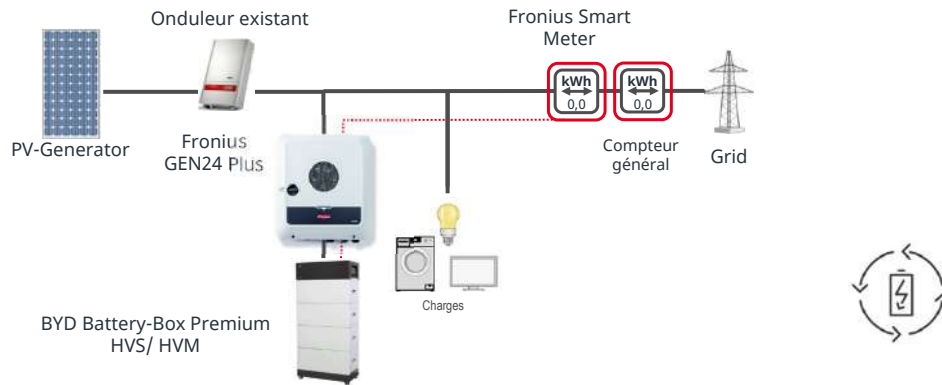 Onduleur existant
Fronius Smart
Meter
kWh
0,0
kWh
0,0
PV-Generator
Fronius
GEN24 Plus
Compteur
général
Grid
Charges
BYD Battery-Box Premium
HVS/ HVM